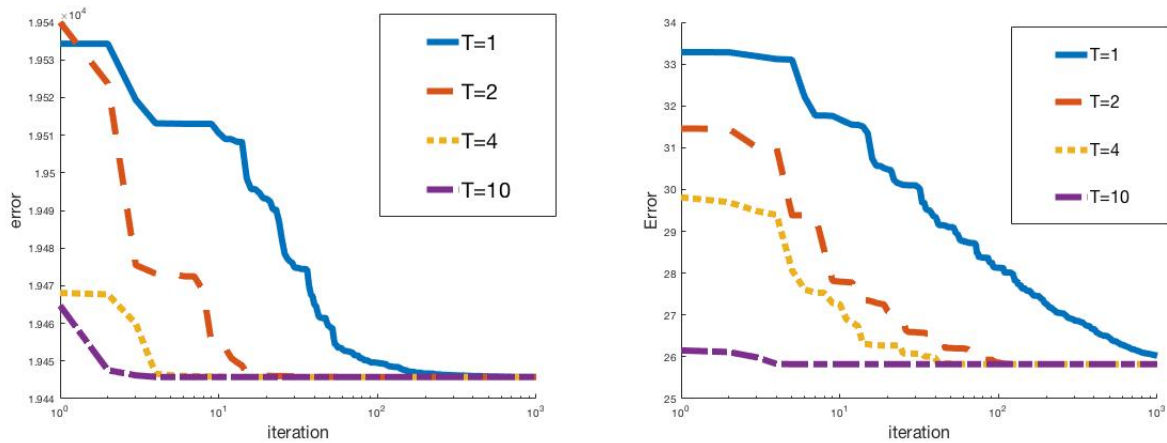 ×10⁴
1.954
1.953
1.952
1.951
1.95
1.949
1.948
1.947
1.946
1.945
1.944
error
10⁰
10¹
10²
10³
iteration
T=1
T=2
T=4
T=10
34
33
32
31
30
29
28
27
26
25
Error
10⁰
10¹
10²
10³
iteration
T=1
T=2
T=4
T=10